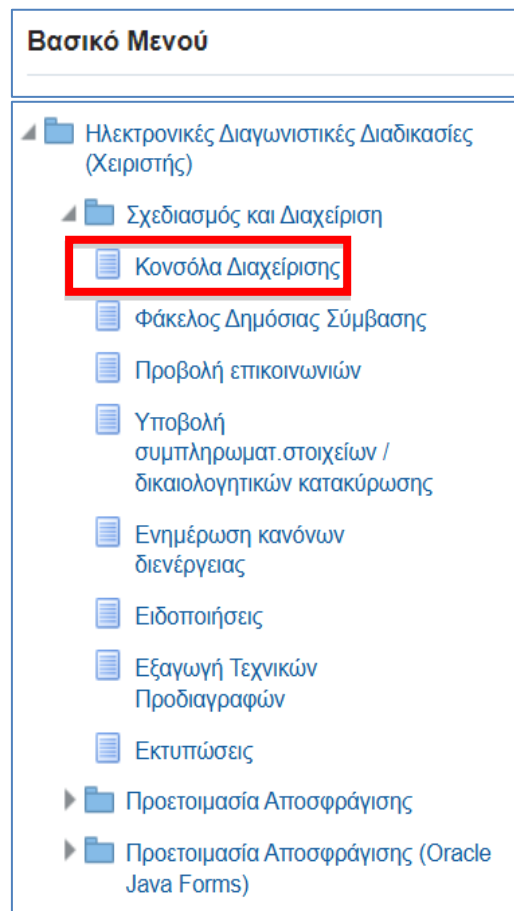 Βασικό Μενού
Ηλεκτρονικές Διαγωνιστικές Διαδικασίες
(Χειριστής)
Σχεδιασμός και Διαχείριση
Κονσόλα Διαχείρισης
Φάκελος Δημόσιας Σύμβασης
Προβολή επικοινωνιών
Υποβολή
συμπληρωματ.στοιχείων /
δικαιολογητικών κατακύρωσης
Ενημέρωση κανόνων
διενέργειας
Ειδοποιήσεις
Εξαγωγή Τεχνικών
Προδιαγραφών
Εκτυπώσεις
Προετοιμασία Αποσφράγισης
Προετοιμασία Αποσφράγισης (Oracle
Java Forms)